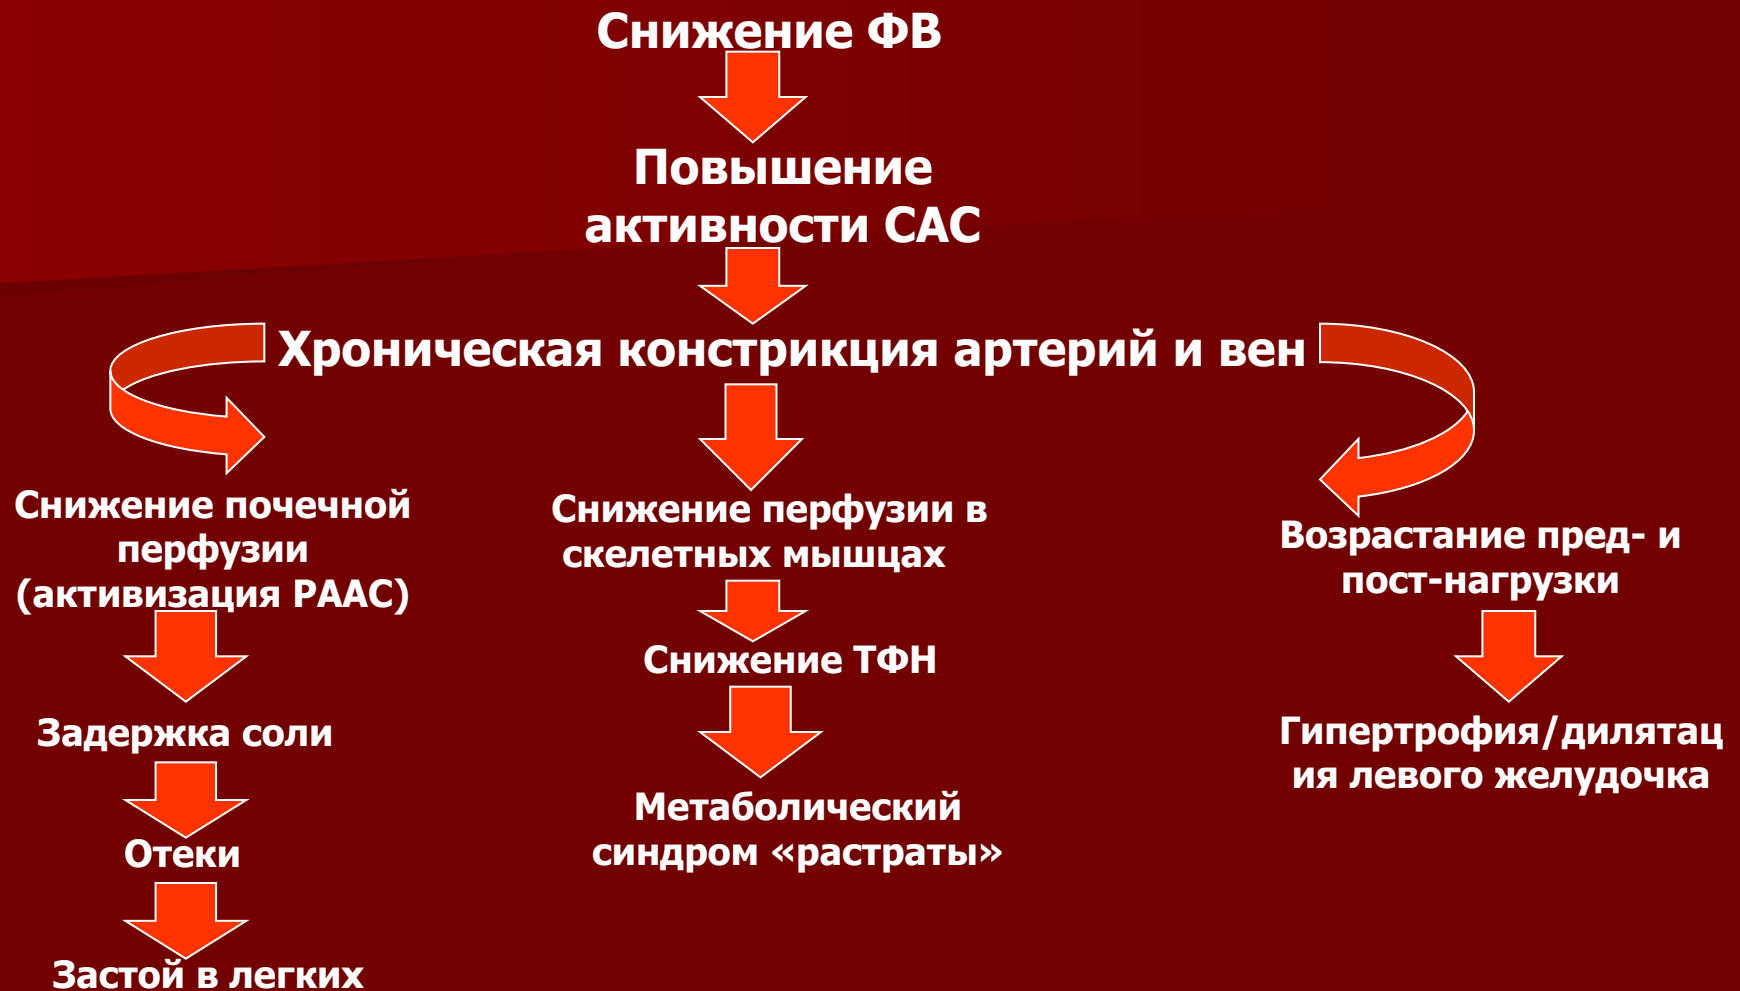 Снижение ФВ
Повышение
активности САС
Хроническая констрикция артерий и вен
Снижение почечной
перфузии
(активизация РААС)
Задержка соли
Отеки
Застой в легких
Снижение перфузии в
скелетных мышцах
Снижение ТФН
Метаболический
синдром «растраты»
Возрастание пред- и
пост-нагрузки
Гипертрофия/дилятац
ия левого желудочка